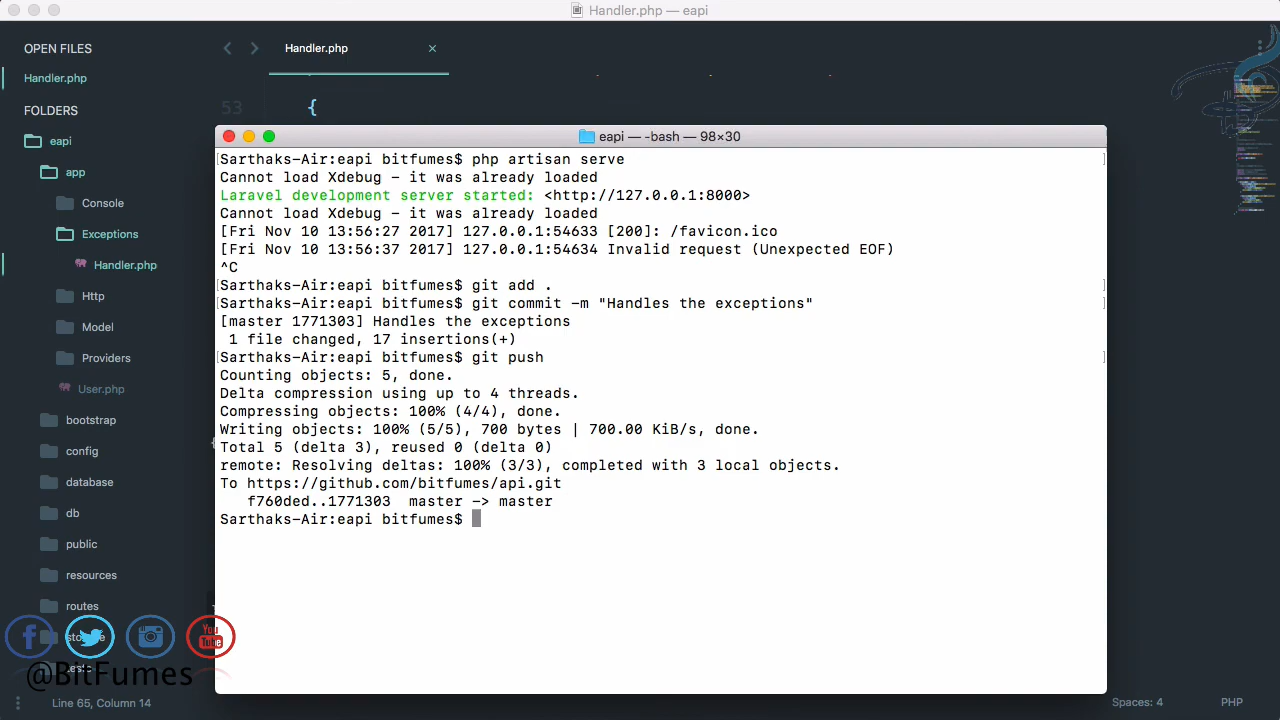 Handler.php — eapi
OPEN FILES
Handler.php
Handler.php
FOLDERS
eapi
app
Console
Exceptions
Handler.php
Http
Model
Providers
User.php
bootstrap
config
database
db
public
resources
routes
53 {
eapi — -bash — 98×30
Sarthaks-Air:eapi bitfumes$ php artisan serve
Cannot load Xdebug - it was already loaded
Laravel development server started: <http://127.0.0.1:8000>
Cannot load Xdebug - it was already loaded
[Fri Nov 10 13:56:27 2017] 127.0.0.1:54633 [200]: /favicon.ico
[Fri Nov 10 13:56:37 2017] 127.0.0.1:54634 Invalid request (Unexpected EOF)
^C
Sarthaks-Air:eapi bitfumes$ git add .
Sarthaks-Air:eapi bitfumes$ git commit -m "Handles the exceptions"
[master 1771303] Handles the exceptions
1 file changed, 17 insertions(+)
Sarthaks-Air:eapi bitfumes$ git push
Counting objects: 5, done.
Delta compression using up to 4 threads.
Compressing objects: 100% (4/4), done.
Writing objects: 100% (5/5), 700 bytes | 700.00 KiB/s, done.
Total 5 (delta 3), reused 0 (delta 0)
remote: Resolving deltas: 100% (3/3), completed with 3 local objects.
To https://github.com/bitfumes/api.git
f760ded..1771303 master -> master
Sarthaks-Air:eapi bitfumes$
You Tube
@BitFumes
Line 65, Column 14
Spaces: 4
PHP